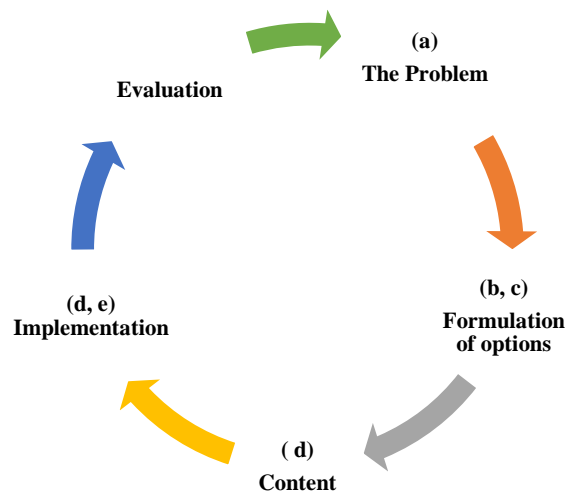 (a)
The Problem
(b, c)
Formulation
of options
( d)
Content
(d, e)
Implementation
Evaluation